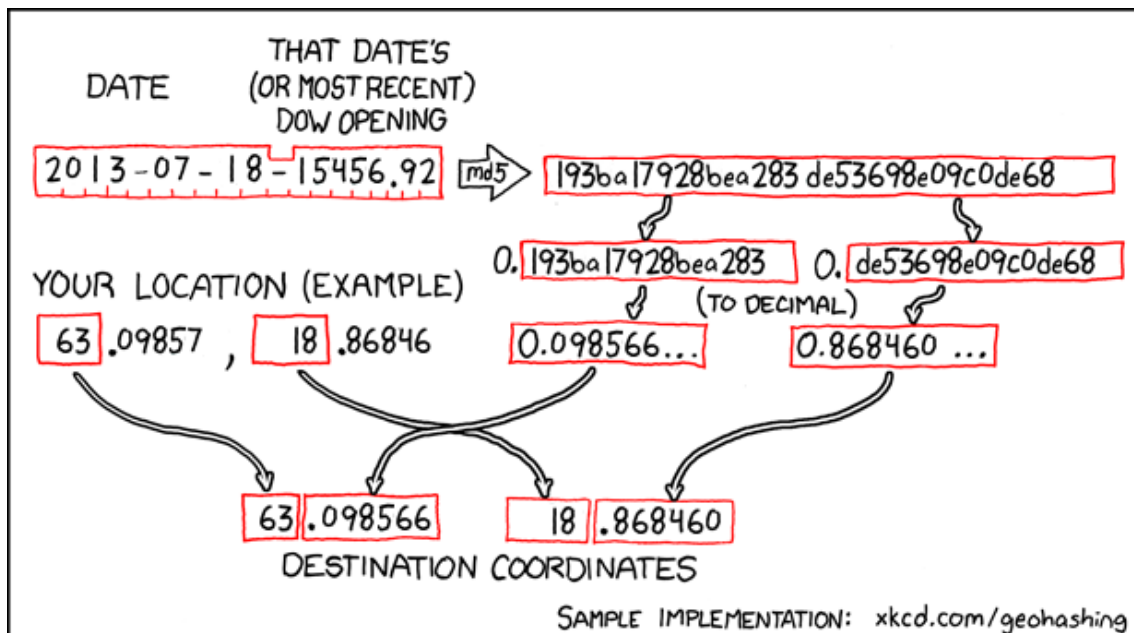 THAT DATE'S
DATE (OR MOST RECENT)
DOW OPENING
2013-07-18-15456.92 md5 193ba17928bea283de53698e09c0de68
0.193ba17928bea283 0.de53698e09c0de68
YOUR LOCATION (EXAMPLE) (TO DECIMAL)
63.09857, 18.86846 0.098566... 0.868460...
63.098566 18.868460
DESTINATION COORDINATES
SAMPLE IMPLEMENTATION: xkcd.com/geohashing